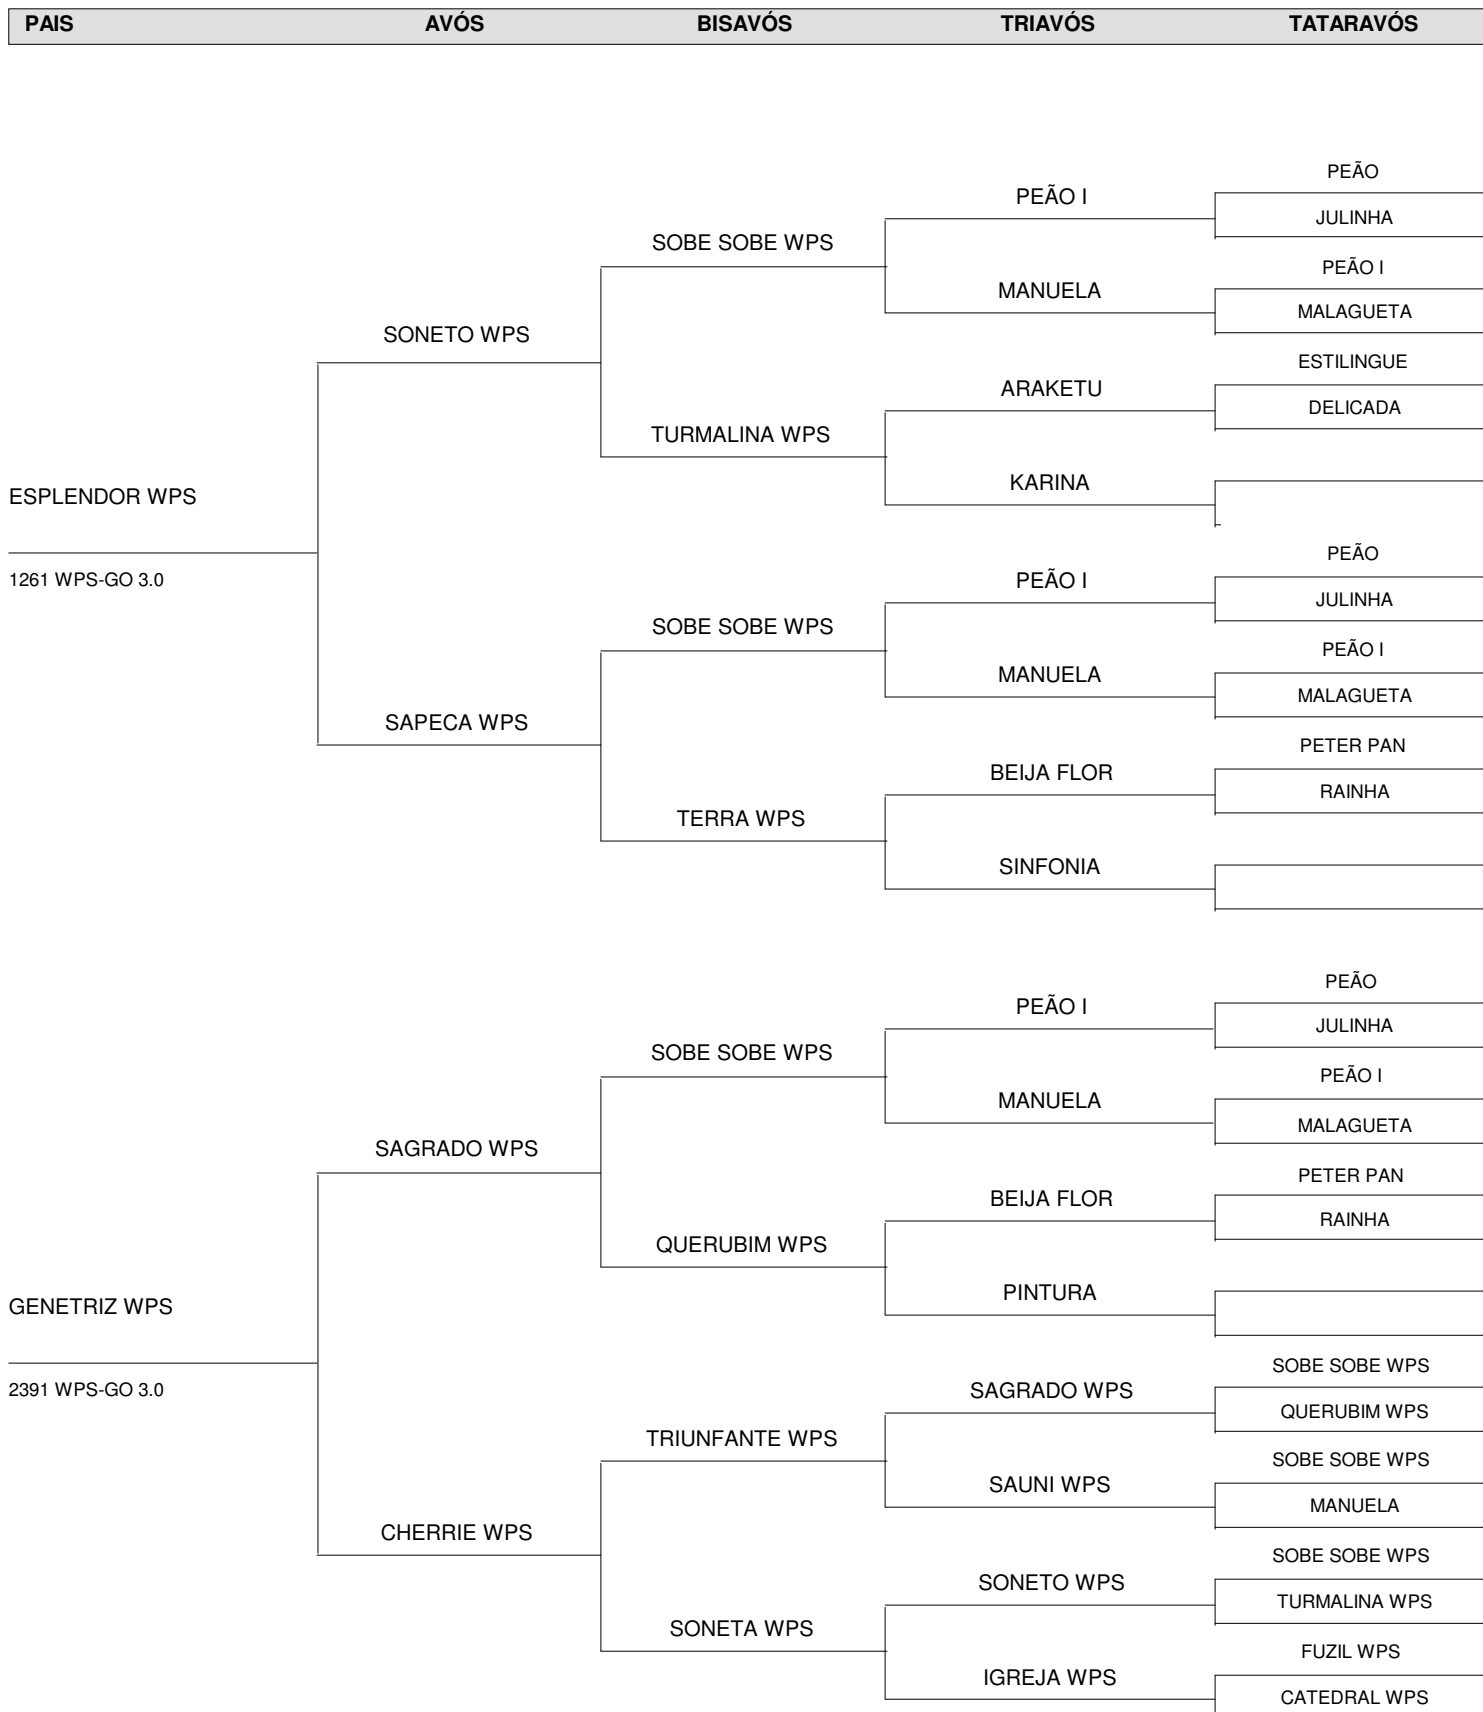 PAIS AVÓS BISAVÓS TRIAVÓS TATARAVÓS
PEÃO
PEÃO I
JULINHA
SOBE SOBE WPS
PEÃO I
MANUELA
MALAGUETA
SONETO WPS
ESTILINGUE
ARAKETU
DELICADA
TURMALINA WPS
KARINA
ESPLENDOR WPS
PEÃO
1261 WPS-GO 3.0
PEÃO I
JULINHA
SOBE SOBE WPS
PEÃO I
MANUELA
MALAGUETA
SAPECA WPS
PETER PAN
BEIJA FLOR
RAINHA
TERRA WPS
SINFONIA
PEÃO
PEÃO I
JULINHA
SOBE SOBE WPS
PEÃO I
MANUELA
MALAGUETA
SAGRADO WPS
PETER PAN
BEIJA FLOR
RAINHA
QUERUBIM WPS
PINTURA
GENETRIZ WPS
SOBE SOBE WPS
2391 WPS-GO 3.0
SAGRADO WPS
QUERUBIM WPS
TRIUNFANTE WPS
SOBE SOBE WPS
SAUNI WPS
MANUELA
CHERRIE WPS
SOBE SOBE WPS
SONETO WPS
TURMALINA WPS
SONETA WPS
FUZIL WPS
IGREJA WPS
CATEDRAL WPS